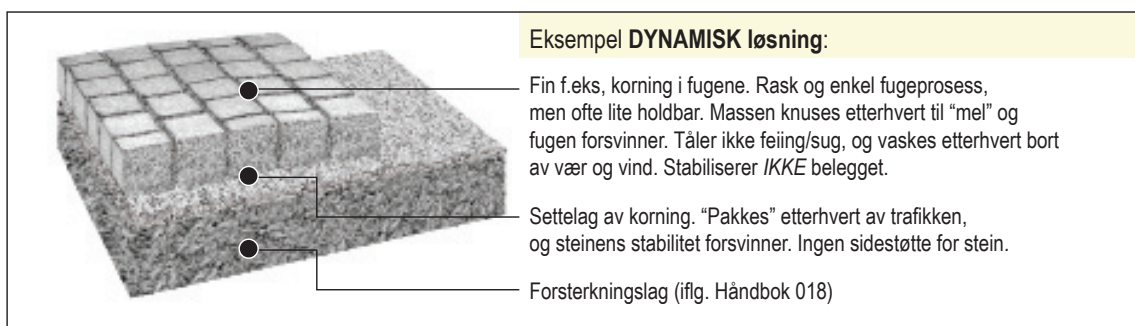 Eksempel DYNAMISK løsning:
Fin f.eks, korning i fugene. Rask og enkel fugeprosess,
men ofte lite holdbar. Massen knuses etterhvert til “mel” og
fugen forsvinner. Tåler ikke feiing/sug, og vaskes etterhvert bort
av vær og vind. Stabiliserer IKKE belegget.
Settelag av korning. “Pakkes” etterhvert av trafikken,
og steinens stabilitet forsvinner. Ingen sidestøtte for stein.
Forsterkningslag (iflg. Håndbok 018)